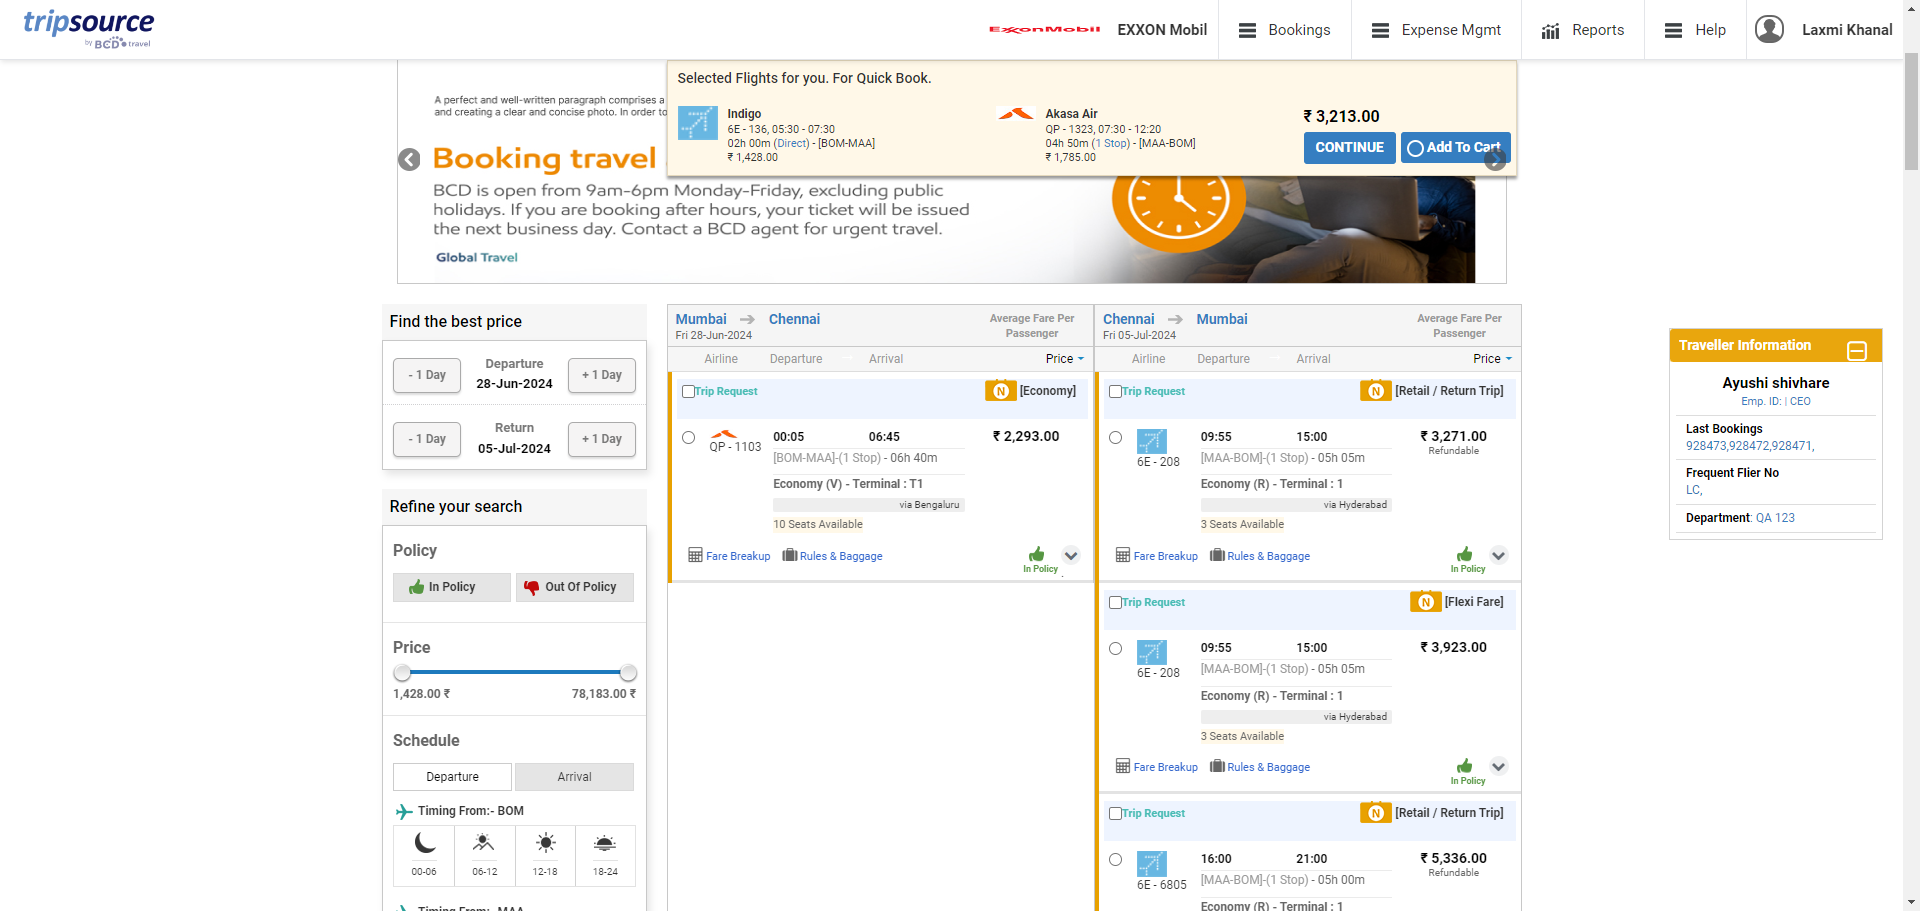 tripsource
by BCD travel
ExxonMobil
EXXON Mobil
Bookings
Expense Mgmt
Reports
Help
Laxmi Khanal
A perfect and well-written paragraph comprises a
and creating a clear and concise photo. In order to
Booking travel
BCD is open from 9am-6pm Monday-Friday, excluding public
holidays. If you are booking after hours, your ticket will be issued
the next business day. Contact a BCD agent for urgent travel.
Global Travel
Selected Flights for you. For Quick Book.
Indigo
6E - 136, 05:30 - 07:30
02h 00m (Direct) - [BOM-MAA]
₹ 1,428.00
Akasa Air
QP - 1323, 07:30 - 12:20
04h 50m (1 Stop) - [MAA-BOM]
₹ 1,785.00
₹ 3,213.00
CONTINUE
Add To Cart
Find the best price
- 1 Day
Departure
28-Jun-2024
+ 1 Day
- 1 Day
Return
05-Jul-2024
+ 1 Day
Refine your search
Policy
In Policy
Out Of Policy
Price
1,428.00 ₹
78,183.00 ₹
Schedule
Departure
Arrival
Timing From:- BOM
00-06
06-12
12-18
18-24
Timing From:- MAA
Mumbai
Chennai
Fri 28-Jun-2024
Average Fare Per
Passenger
Airline
Departure
Arrival
Price
Trip Request
N
[Economy]
QP - 1103
00:05
06:45
₹ 2,293.00
[BOM-MAA]-(1 Stop) - 06h 40m
Economy (V) - Terminal : T1
via Bengaluru
10 Seats Available
Fare Breakup
Rules & Baggage
In Policy
Chennai
Mumbai
Fri 05-Jul-2024
Average Fare Per
Passenger
Airline
Departure
Arrival
Price
Trip Request
N
[Retail / Return Trip]
6E - 208
09:55
15:00
₹ 3,271.00
Refundable
[MAA-BOM]-(1 Stop) - 05h 05m
Economy (R) - Terminal : 1
via Hyderabad
3 Seats Available
Fare Breakup
Rules & Baggage
In Policy
Trip Request
N
[Flexi Fare]
6E - 208
09:55
15:00
₹ 3,923.00
[MAA-BOM]-(1 Stop) - 05h 05m
Economy (R) - Terminal : 1
via Hyderabad
3 Seats Available
Fare Breakup
Rules & Baggage
In Policy
Trip Request
N
[Retail / Return Trip]
6E - 6805
16:00
21:00
₹ 5,336.00
Refundable
[MAA-BOM]-(1 Stop) - 05h 00m
Economy (R) - Terminal : 1
Traveller Information
Ayushi shivhare
Emp. ID: | CEO
Last Bookings
928473,928472,928471,
Frequent Flier No
LC,
Department: QA 123